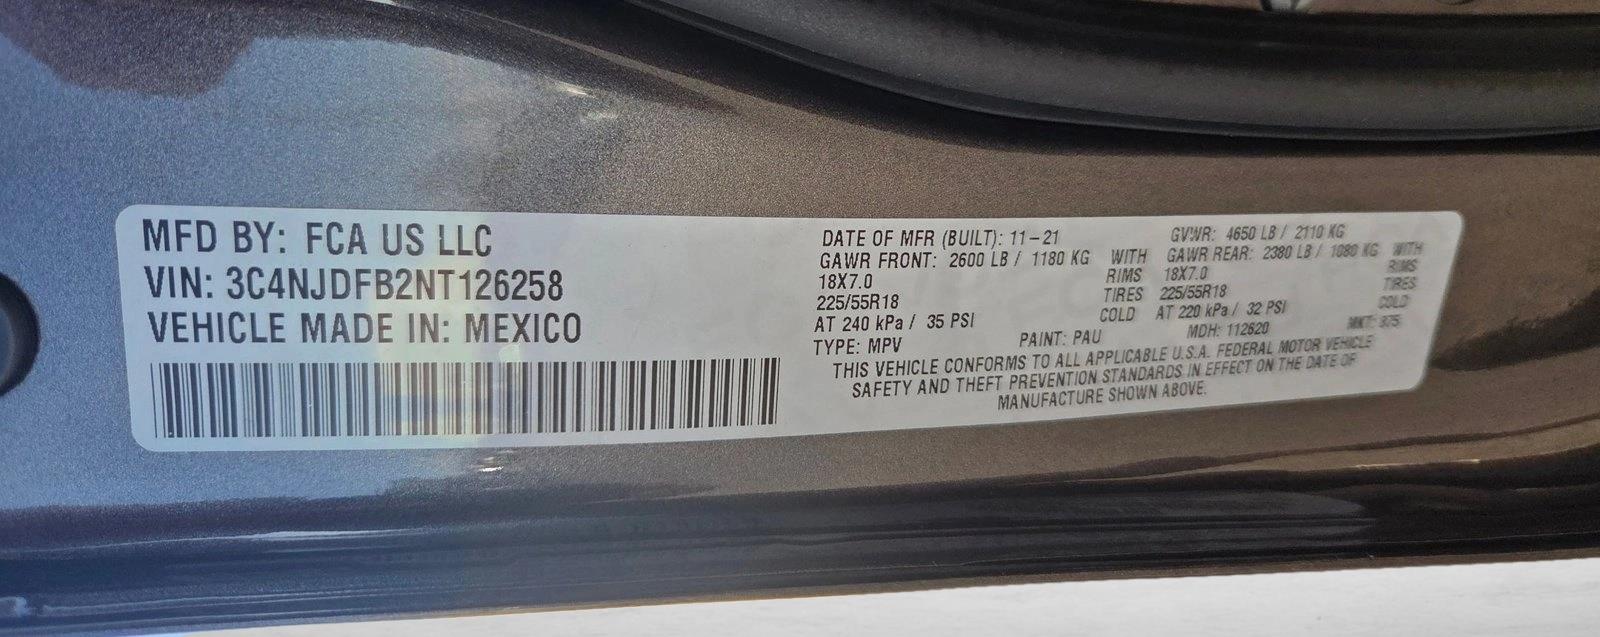 MFD BY: FCA US LLC
VIN: 3C4NJDFB2NT126258
VEHICLE MADE IN: MEXICO
DATE OF MFR (BUILT): 11-21 GVWR: 4650 LB / 2110 KG
GAWR FRONT: 2600 LB / 1180 KG WITH GAWR REAR: 2380 LB / 1080 KG WITH
18X7.0 RIMS 18X7.0 RIMS
225/55R18 TIRES 225/55R18 TIRES
AT 240 kPa / 35 PSI COLD AT 220 kPa / 32 PSI COLD
TYPE: MPV PAINT: PAU MDH: 112620 MKT: 375
THIS VEHICLE CONFORMS TO ALL APPLICABLE U.S.A. FEDERAL MOTOR VEHICLE
SAFETY AND THEFT PREVENTION STANDARDS IN EFFECT ON THE DATE OF
MANUFACTURE SHOWN ABOVE.